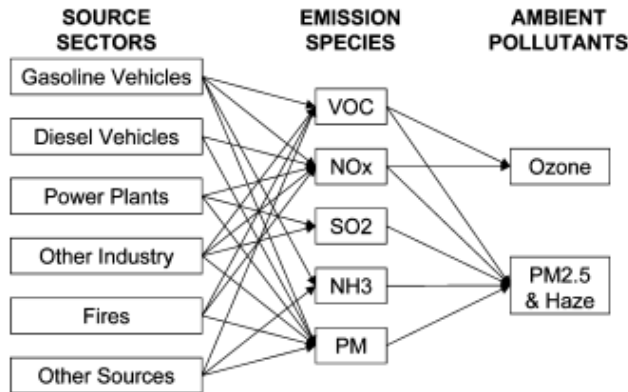 SOURCE
SECTORS
EMISSION
SPECIES
AMBIENT
POLLUTANTS
Gasoline Vehicles
Diesel Vehicles
Power Plants
Other Industry
Fires
Other Sources
VOC
NOx
SO2
NH3
PM
Ozone
PM2.5
& Haze